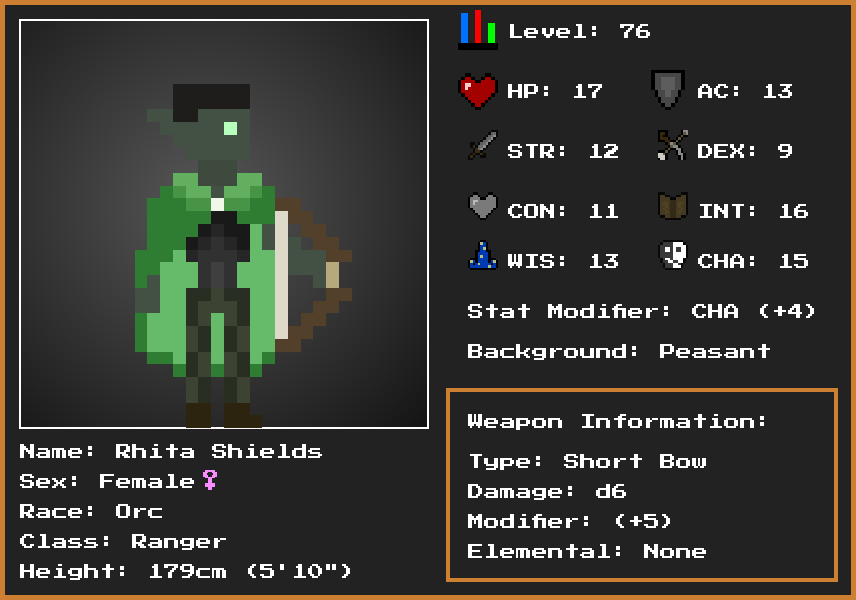 Level: 76
HP: 17
AC: 13
STR: 12
DEX: 9
CON: 11
INT: 16
WIS: 13
CHA: 15
Stat Modifier: CHA (+4)
Background: Peasant
Weapon Information:
Type: Short Bow
Damage: d6
Modifier: (+5)
Elemental: None
Name: Rhita Shields
Sex: Female♀
Race: Orc
Class: Ranger
Height: 179cm (5'10")